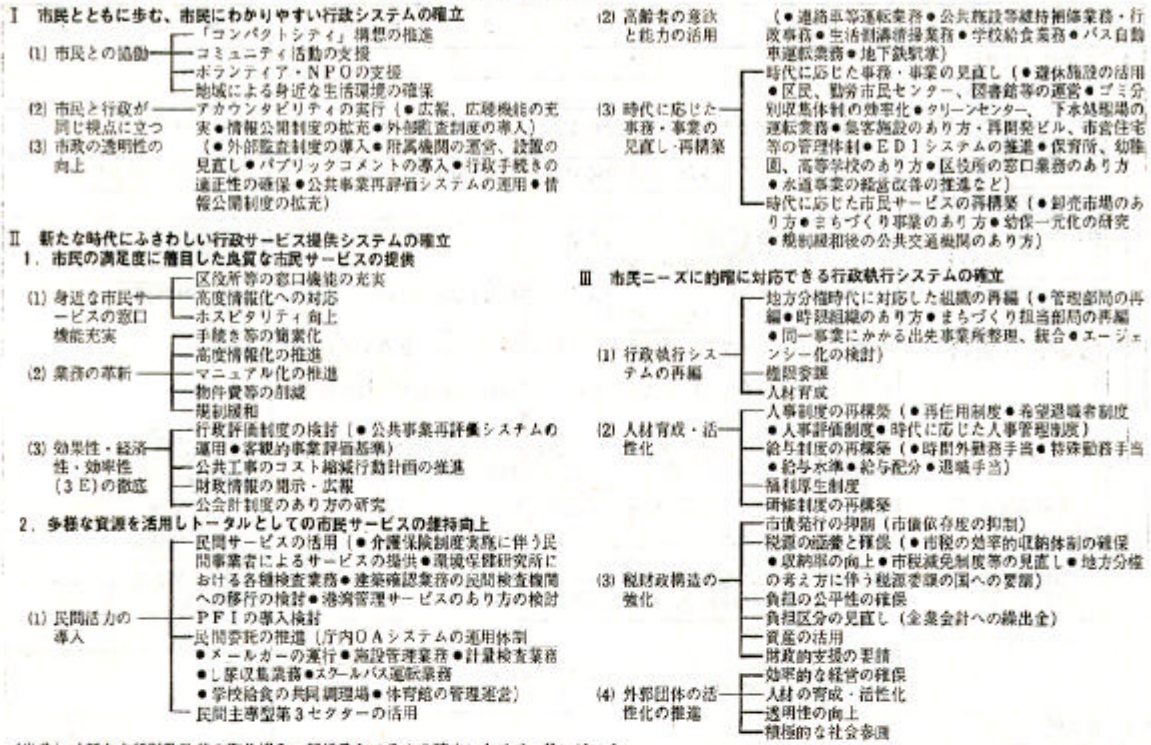 Ⅰ 市民とともに歩む、市民にわかりやすい行政システムの確立
「コンパクトシティ」構想の推進
(1) 市民との協働
コミュニティ活動の支援
ボランティア・NPOの支援
地域による身近な生活環境の確保
(2) 市民と行政が同じ視点に立つ
アカウンタビリティの実行(●広報、広聴機能の充
実●情報公開制度の拡充●外部監査制度の導入)
(3) 市政の透明性の向上
(●外部監査制度の導入●附属機関の運営、設置の
見直し●パブリックコメントの導入●行政手続きの
適正性の確保●公共事業再評価システムの運用●情
報公開制度の拡充)
Ⅱ 新たな時代にふさわしい行政サービス提供システムの確立
1.市民の満足度に着目した良質な市民サービスの提供
(1) 身近な市民サービスの窓口機能充実
区役所等の窓口機能の充実
高度情報化への対応
ホスピタリティ向上
(2) 業務の革新
手続き等の簡素化
高度情報化の推進
マニュアル化の推進
物件費等の削減
規制緩和
(3) 効果性・経済性・効率性(3E)の徹底
行政評価制度の検討(●公共事業再評価システムの
運用●客観的事業評価基準)
公共工事のコスト縮減行動計画の推進
財政情報の開示・広報
公会計制度のあり方の研究
2.多様な資源を活用しトータルとしての市民サービスの維持向上
(1) 民間活力の導入
民間サービスの活用(●介護保険制度実施に伴う民
間事業者によるサービスの提供●環境保健研究所に
おける各種検査業務●建築確認業務の民間検査機関
への移行の検討●港湾管理サービスのあり方の検討
PFIの導入検討
民間委託の推進(庁内OAシステムの運用体制
●メールカーの運行●施設管理業務●計量検査業務
●し尿収集業務●スクールバス運転業務
●学校給食の共同調理場●体育館の管理運営)
民間主導型第3セクターの活用
(2) 高齢者の意欲と能力の活用
(●道路車等運転業務●公共施設等維持補修業務・行
政事務●生活側溝清掃業務●学校給食業務●バス自動
車運転業務●地下鉄駅掌)
(3) 時代に応じた事務・事業の見直し・再構築
時代に応じた事務・事業の見直し(●遊休施設の活用
●区民、勤労市民センター、図書館等の運営●ゴミ分
別収集体制の効率化●クリーンセンター、下水処理場の
運転業務●集客施設のあり方・再開発ビル、市営住宅
等の管理体制●EDIシステムの推進●保育所、幼稚
園、高等学校のあり方●区役所の窓口業務のあり方
●水道事業の経営改善の推進など)
時代に応じた市民サービスの再構築(●卸売市場のあ
り方●まちづくり事業のあり方●幼保一元化の研究
●規制緩和後の公共交通機関のあり方)
Ⅲ 市民ニーズに的確に対応できる行政執行システムの確立
(1) 行政執行システムの再編
地方分権時代に対応した組織の再編(●管理部局の再
編●時限組織のあり方●まちづくり担当部局の再編
●同一事業にかかる出先事業所整理、統合●エージェ
ンシー化の検討)
権限委譲
人材育成
(2) 人材育成・活性化
人事制度の再構築(●再任用制度●希望退職者制度
●人事評価制度●時代に応じた人事管理制度)
給与制度の再構築(●時間外勤務手当●特殊勤務手当
●給与水準●給与配分●退職手当)
福利厚生制度
研修制度の再構築
(3) 税財政構造の強化
市債発行の抑制(市債依存度の抑制)
税源の涵養と確保(●市税の効率的収納体制の確保
●収納率の向上●市税減免制度等の見直し●地方分権
の考え方に伴う税源委譲の国への要請)
負担の公平性の確保
負担区分の見直し(企業会計への繰出金)
資産の活用
財政的支援の要請
(4) 外郭団体の活性化の推進
効率的な経営の確保
人材の育成・活性化
透明性の向上
積極的な社会参画